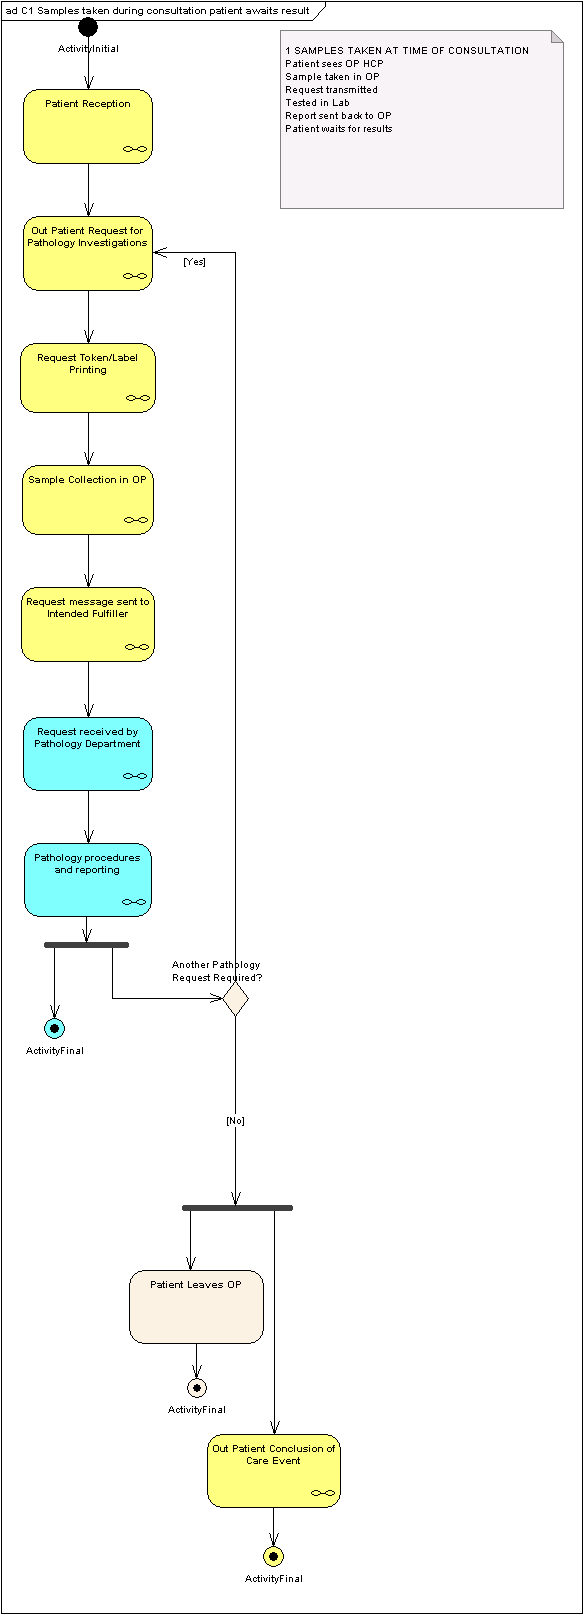 ad C1 Samples taken during consultation patient awaits result
ActivityInitial
1 SAMPLES TAKEN AT TIME OF CONSULTATION
Patient sees OP HCP
Sample taken in OP
Request transmitted
Tested in Lab
Report sent back to OP
Patient waits for results
Patient Reception
Out Patient Request for
Pathology Investigations
[Yes]
Request Token/Label
Printing
Sample Collection in OP
Request message sent to
Intended Fulfiller
Request received by
Pathology Department
Pathology procedures
and reporting
Another Pathology
Request Required?
ActivityFinal
[No]
Patient Leaves OP
ActivityFinal
Out Patient Conclusion of
Care Event
ActivityFinal